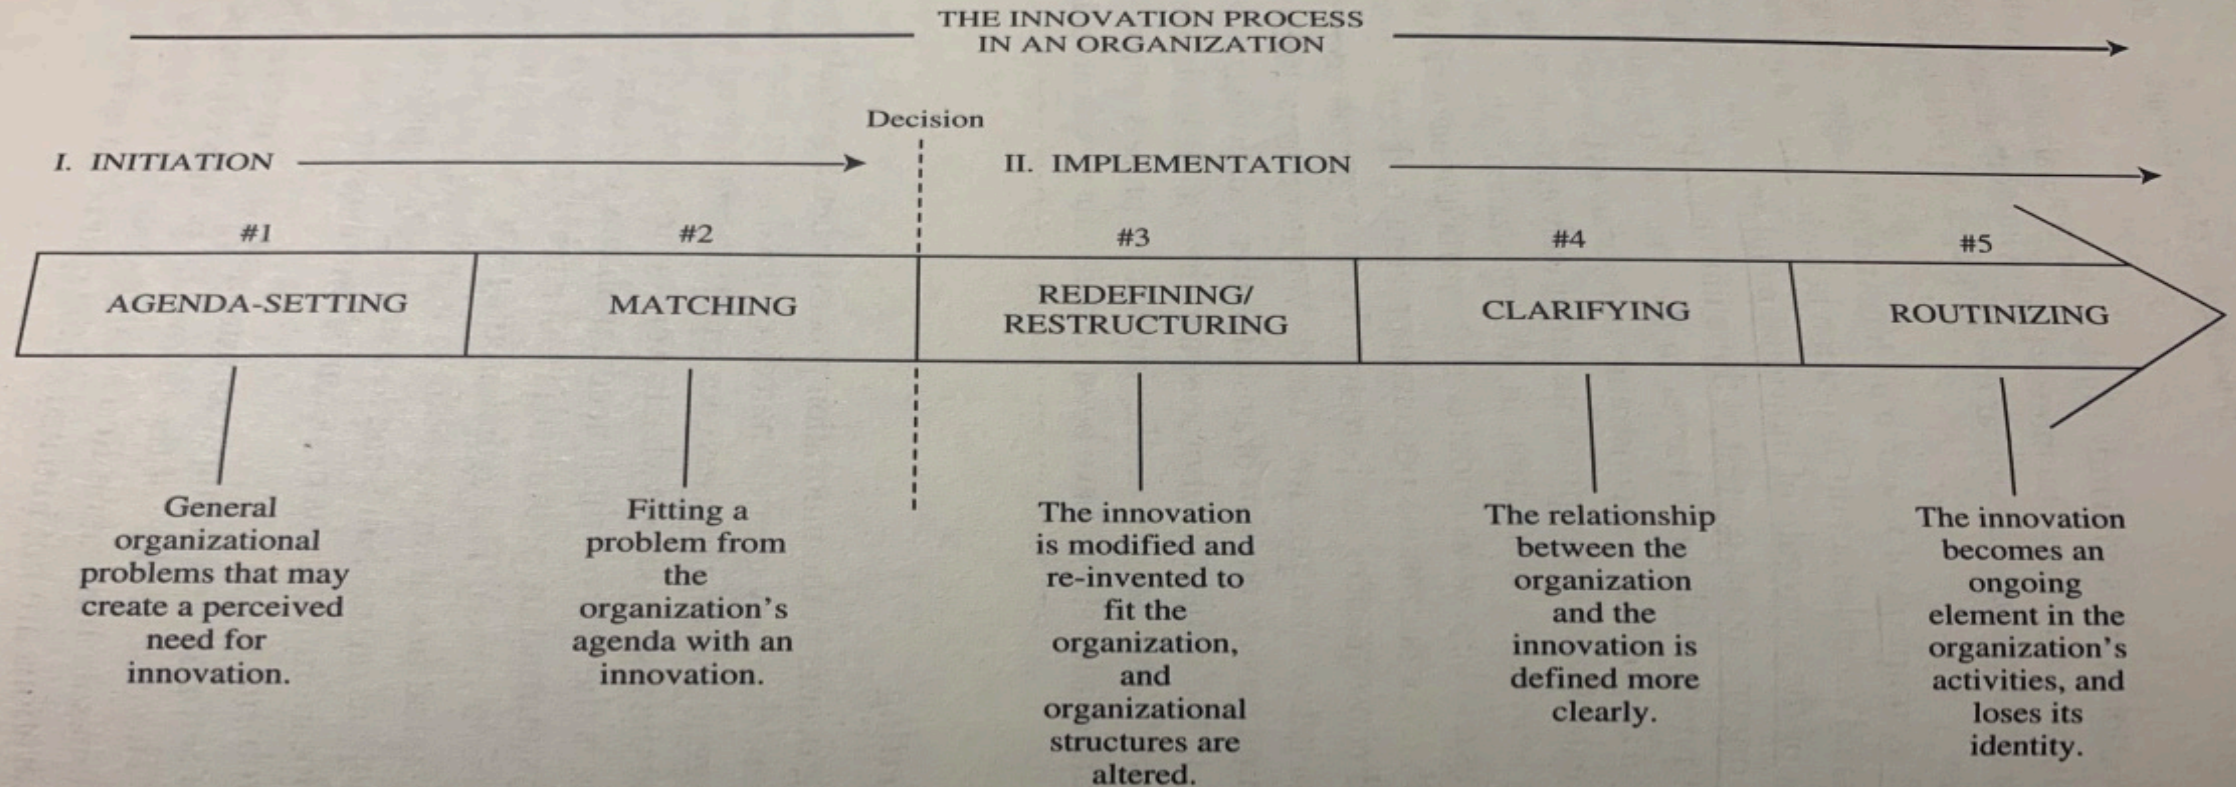 THE INNOVATION PROCESS
IN AN ORGANIZATION
Decision
I. INITIATION
II. IMPLEMENTATION
#1
#2
#3
#4
#5
AGENDA-SETTING
MATCHING
REDEFINING/
RESTRUCTURING
CLARIFYING
ROUTINIZING
General
organizational
problems that may
create a perceived
need for
innovation.
Fitting a
problem from
the
organization's
agenda with an
innovation.
The innovation
is modified and
re-invented to
fit the
organization,
and
organizational
structures are
altered.
The relationship
between the
organization
and the
innovation is
defined more
clearly.
The innovation
becomes an
ongoing
element in the
organization's
activities, and
loses its
identity.